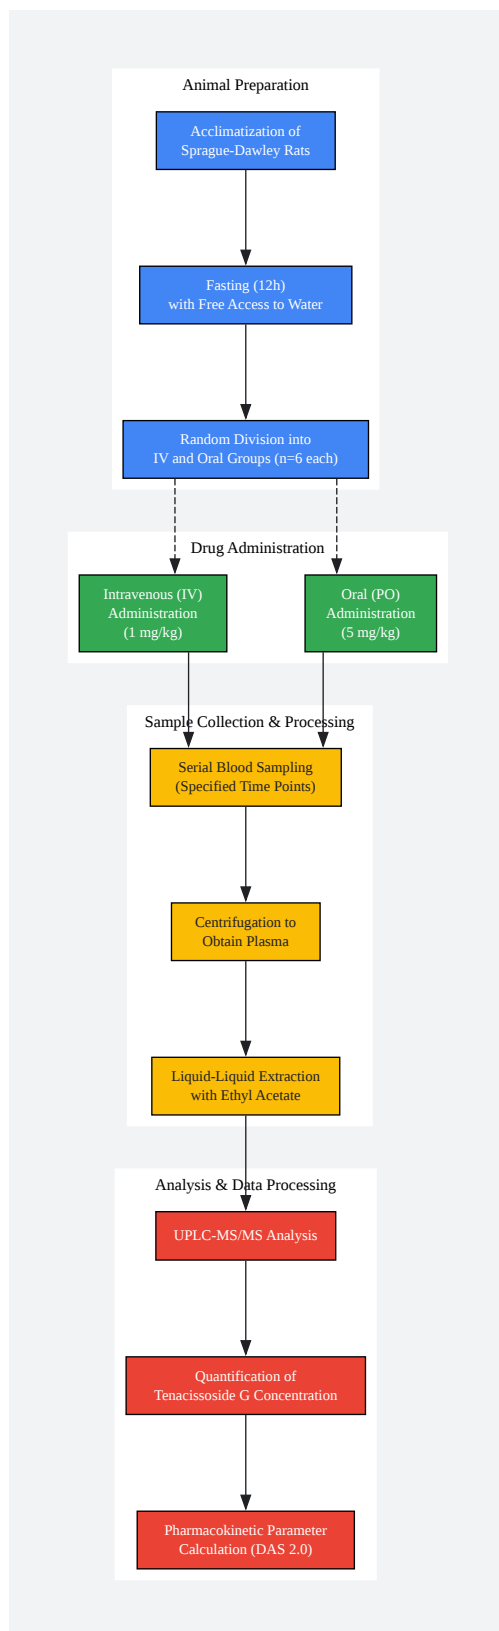 Animal Preparation
Acclimatization of
Sprague-Dawley Rats
Fasting (12h)
with Free Access to Water
Random Division into
IV and Oral Groups (n=6 each)
Drug Administration
Intravenous (IV)
Administration
(1 mg/kg)
Oral (PO)
Administration
(5 mg/kg)
Sample Collection & Processing
Serial Blood Sampling
(Specified Time Points)
Centrifugation to
Obtain Plasma
Liquid-Liquid Extraction
with Ethyl Acetate
Analysis & Data Processing
UPLC-MS/MS Analysis
Quantification of
Tenacissoside G Concentration
Pharmacokinetic Parameter
Calculation (DAS 2.0)